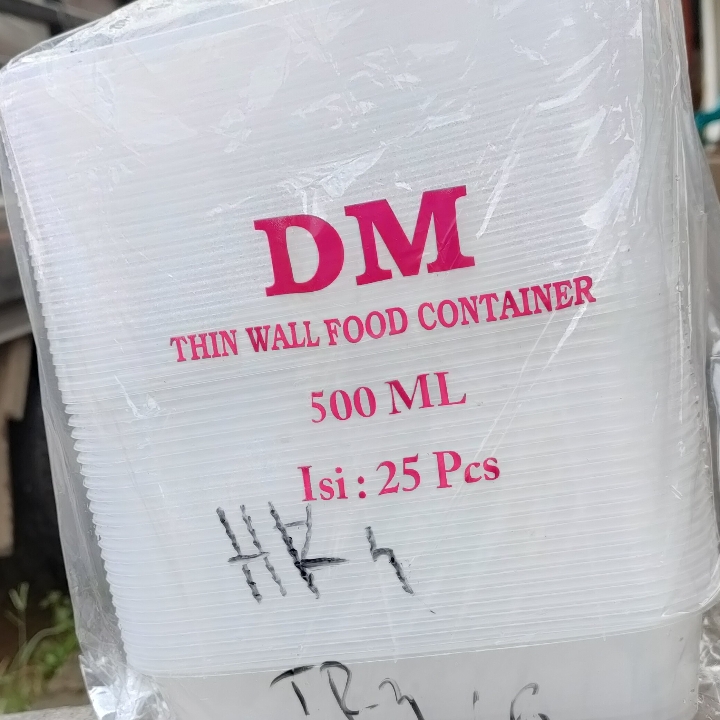 DM
THIN WALL FOOD CONTAINER
500 ML
Isi : 25 Pcs